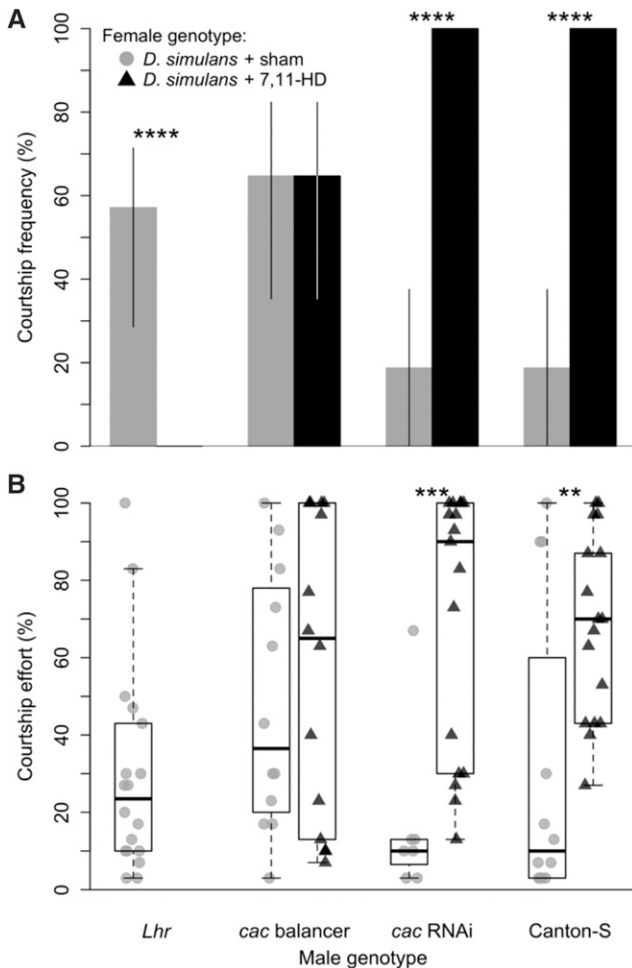 A
Courtship frequency (%)
100
80
60
40
20
0
Female genotype:
D. simulans + sham
D. simulans + 7,11-HD
****
****
****
B
Courtship effort (%)
100
80
60
40
20
0
***
**
Lhr
cac balancer
cac RNAi
Canton-S
Male genotype